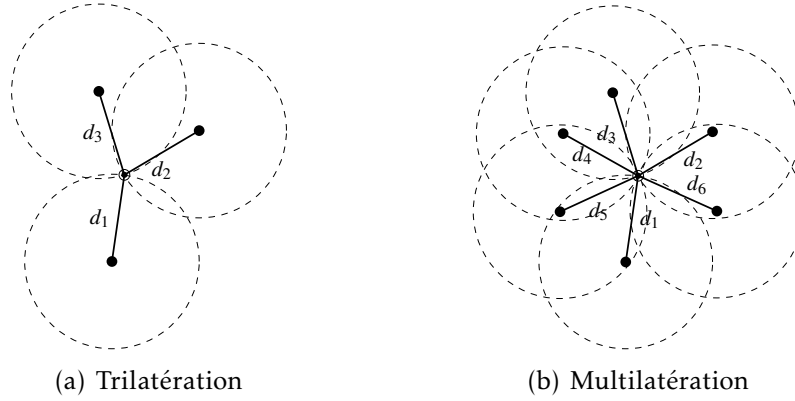 d3
d2
d1
d3
d4
d2
d6
d5
d1
(a) Trilatération
(b) Multilatération